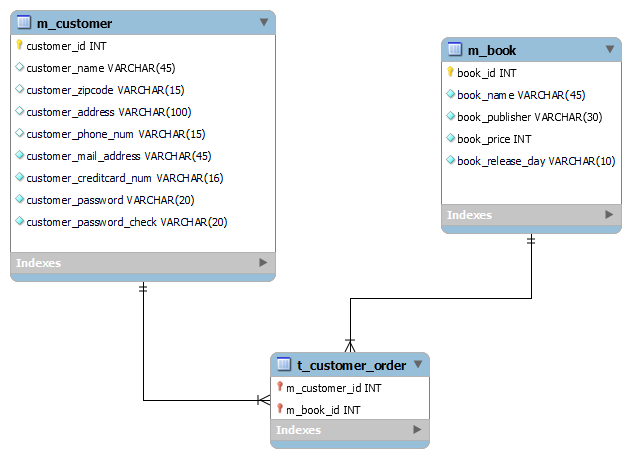 m_customer
customer_id INT
customer_name VARCHAR(45)
customer_zipcode VARCHAR(15)
customer_address VARCHAR(100)
customer_phone_num VARCHAR(15)
customer_mail_address VARCHAR(45)
customer_creditcard_num VARCHAR(16)
customer_password VARCHAR(20)
customer_password_check VARCHAR(20)
Indexes
m_book
book_id INT
book_name VARCHAR(45)
book_publisher VARCHAR(30)
book_price INT
book_release_day VARCHAR(10)
Indexes
t_customer_order
m_customer_id INT
m_book_id INT
Indexes